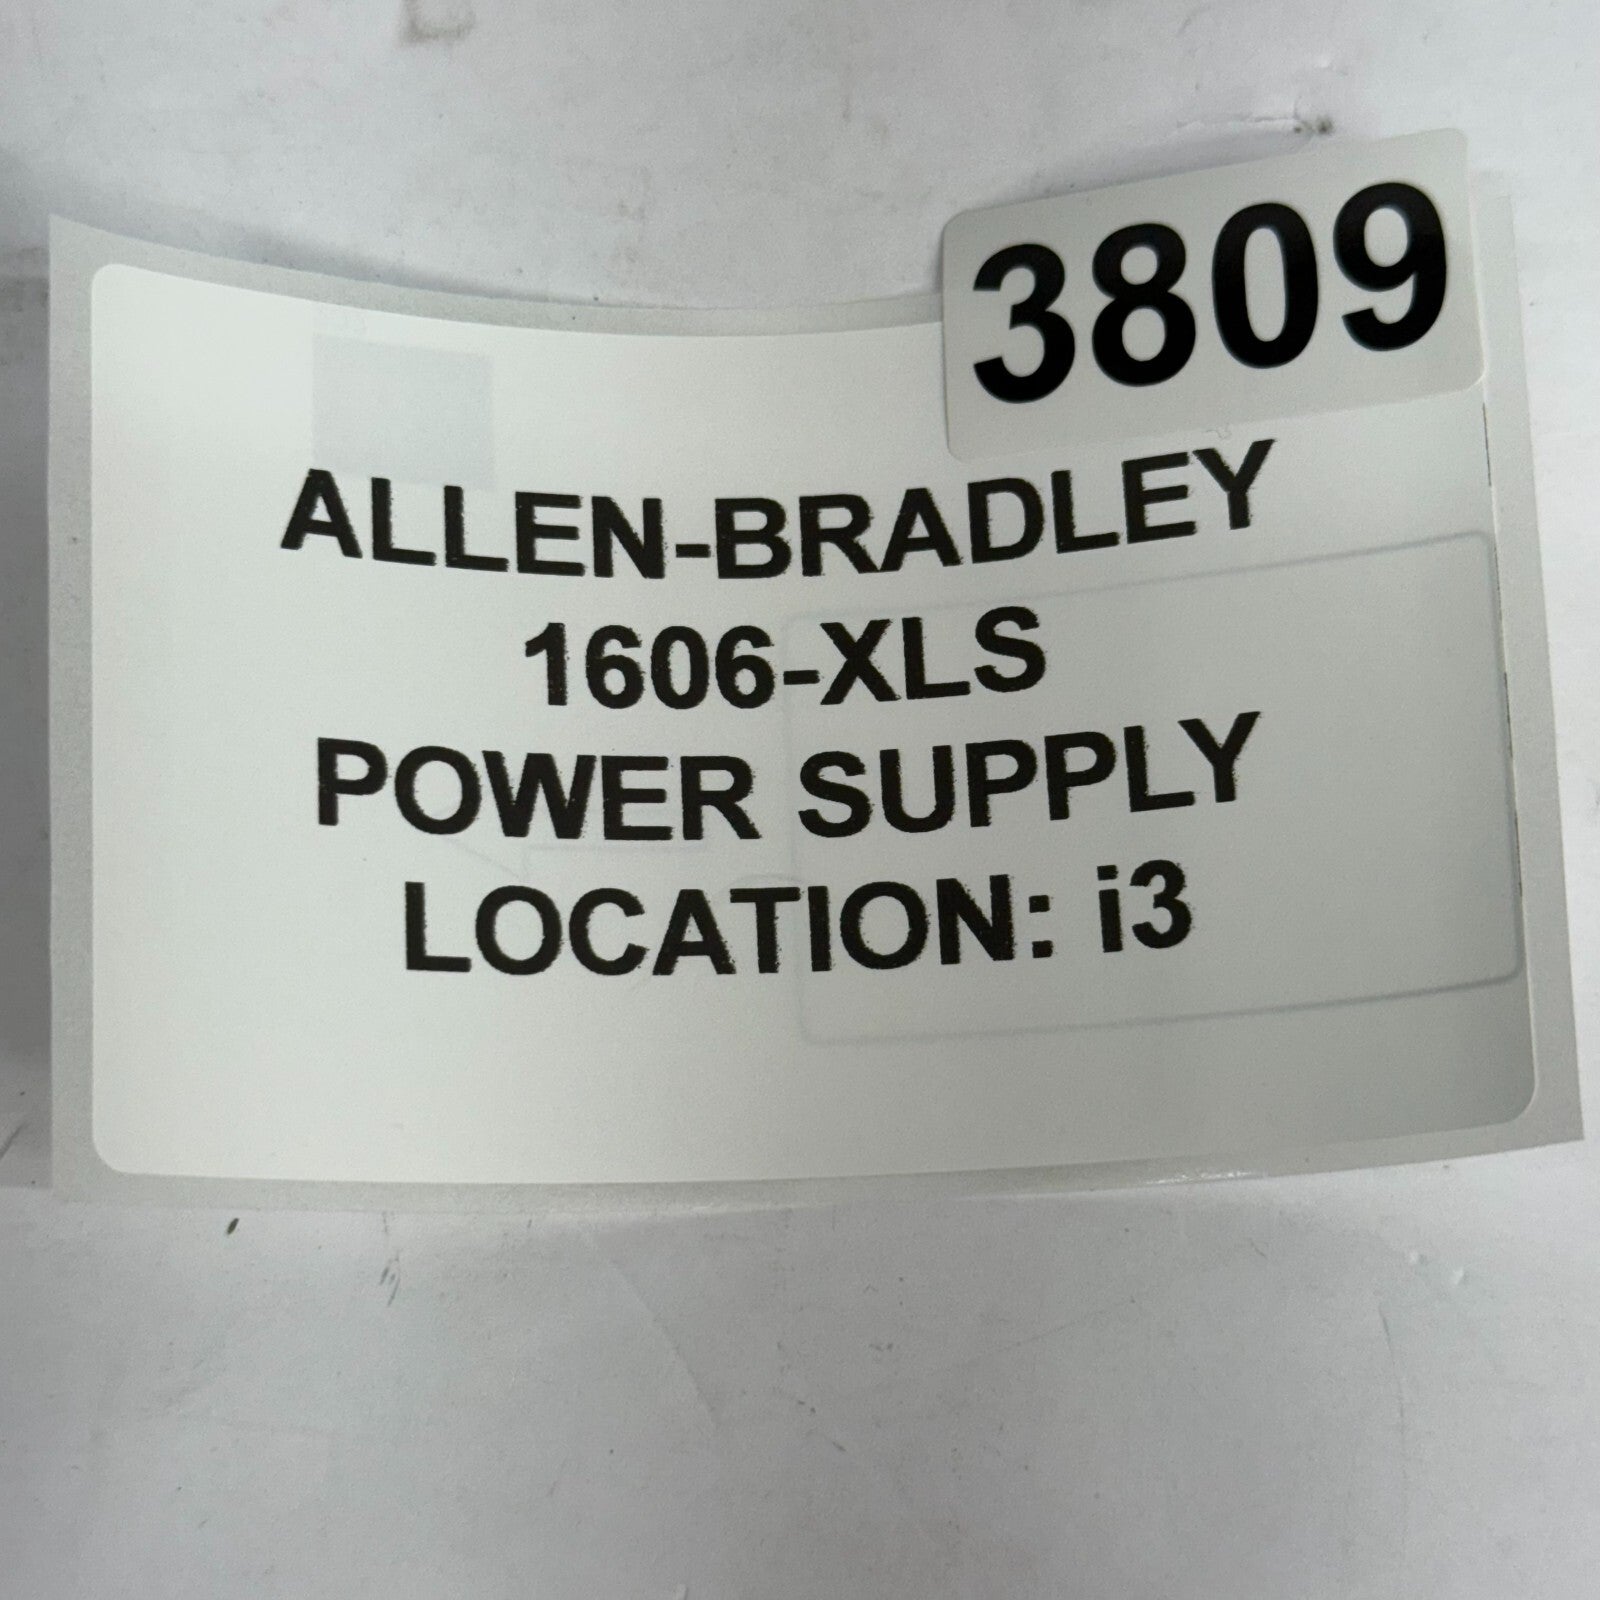 3809
ALLEN-BRADLEY
1606-XLS
POWER SUPPLY
LOCATION: i3